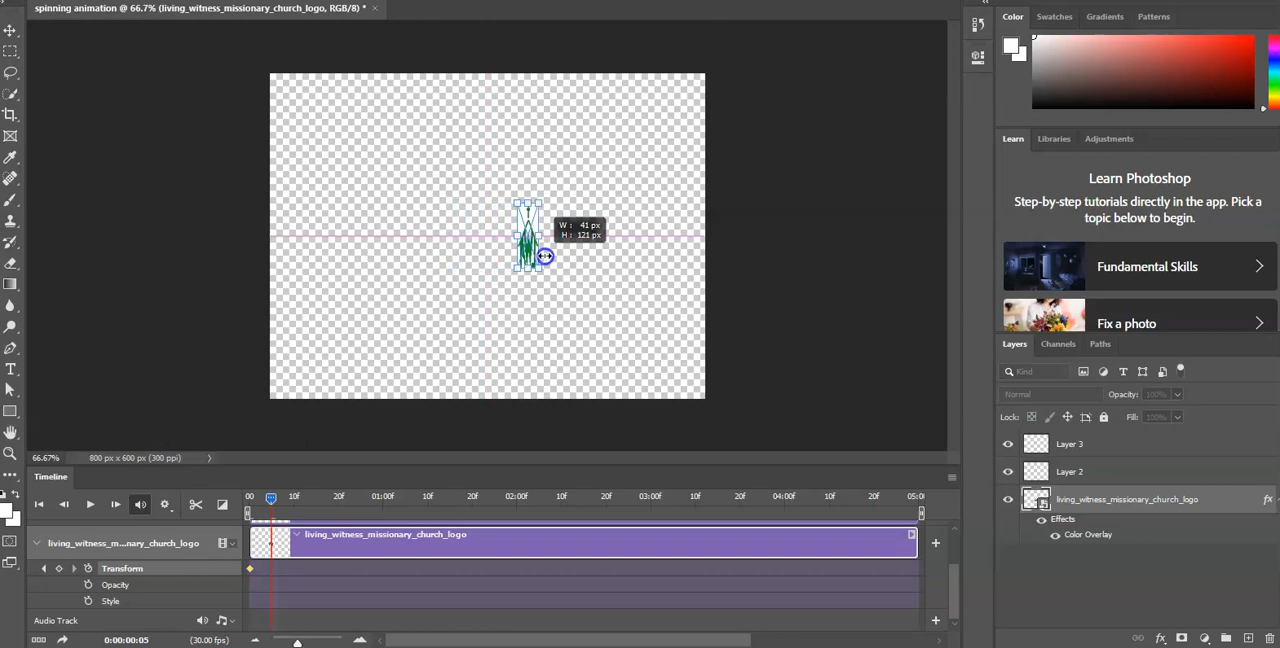 spinning animation @ 66.7% (living_witness_missionary_church_logo, RGB/8) *
Color Swatches Gradients Patterns
Learn Libraries Adjustments
Learn Photoshop
Step-by-step tutorials directly in the app. Pick a topic below to begin.
Fundamental Skills
Fix a photo
W: 41 px
H: 121 px
Layers Channels Paths
Kind
Normal Opacity: 100%
Lock: Fill: 100%
Layer 3
Layer 2
living_witness_missionary_church_logo fx
Effects
Color Overlay
66.67% 800 px x 600 px (300 ppi)
Timeline
00 10f 20f 01:00f 10f 20f 02:00f 10f 20f 03:00f 10f 20f 04:00f 10f 20f 05:0
living_witness_m...nary_church_logo
living_witness_missionary_church_logo
Transform
Opacity
Style
Audio Track
0:00:00:05 (30.00 fps)
fx